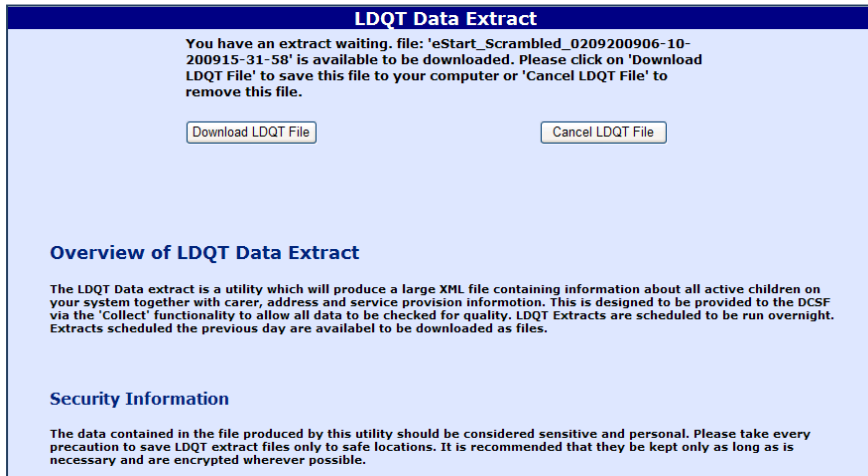 LDQT Data Extract
You have an extract waiting. file: 'eStart_Scrambled_0209200906-10-
200915-31-58' is available to be downloaded. Please click on 'Download
LDQT File' to save this file to your computer or 'Cancel LDQT File' to
remove this file.
Download LDQT File Cancel LDQT File
Overview of LDQT Data Extract
The LDQT Data extract is a utility which will produce a large XML file containing information about all active children on
your system together with carer, address and service provision informotion. This is designed to be provided to the DCSF
via the 'Collect' functionality to allow all data to be checked for quality. LDQT Extracts are scheduled to be run overnight.
Extracts scheduled the previous day are availabel to be downloaded as files.
Security Information
The data contained in the file produced by this utility should be considered sensitive and personal. Please take every
precaution to save LDQT extract files only to safe locations. It is recommended that they be kept only as long as is
necessary and are encrypted wherever possible.